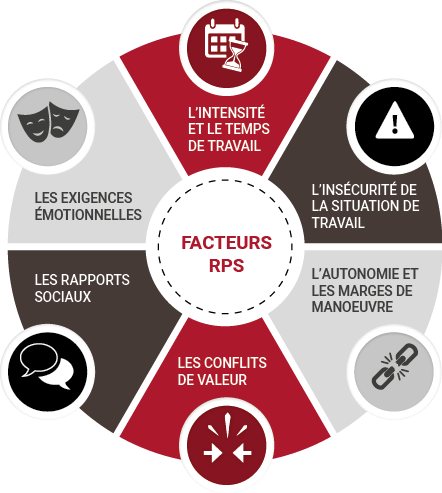 L'INTENSITÉ
ET LE TEMPS
DE TRAVAIL
L'INSÉCURITÉ DE
LA SITUATION DE
TRAVAIL
L'AUTONOMIE ET
LES MARGES DE
MANOEUVRE
LES CONFLITS
DE VALEUR
LES RAPPORTS
SOCIAUX
LES EXIGENCES
ÉMOTIONNELLES
FACTEURS
RPS